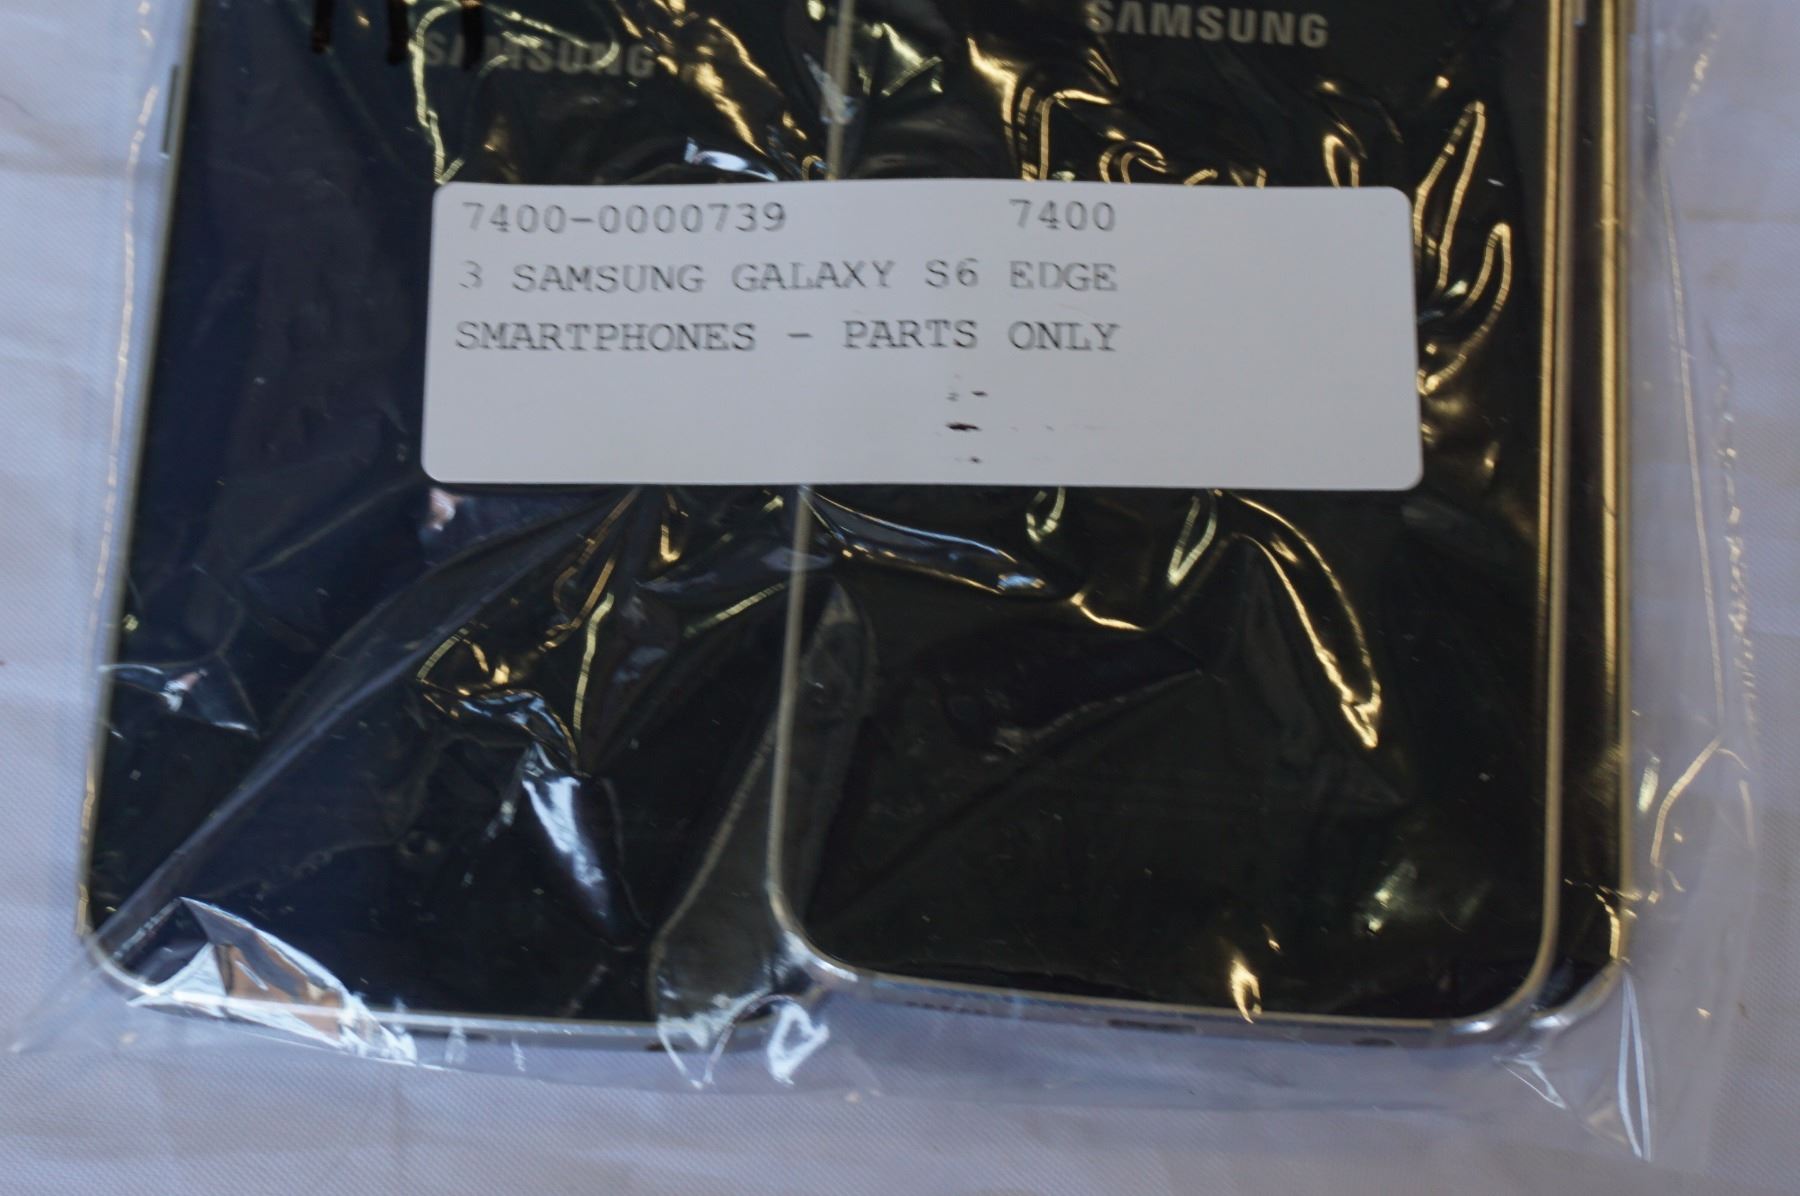 SAMSUNG
SAMSUNG
7400-0000739 7400
3 SAMSUNG GALAXY S6 EDGE
SMARTPHONES - PARTS ONLY